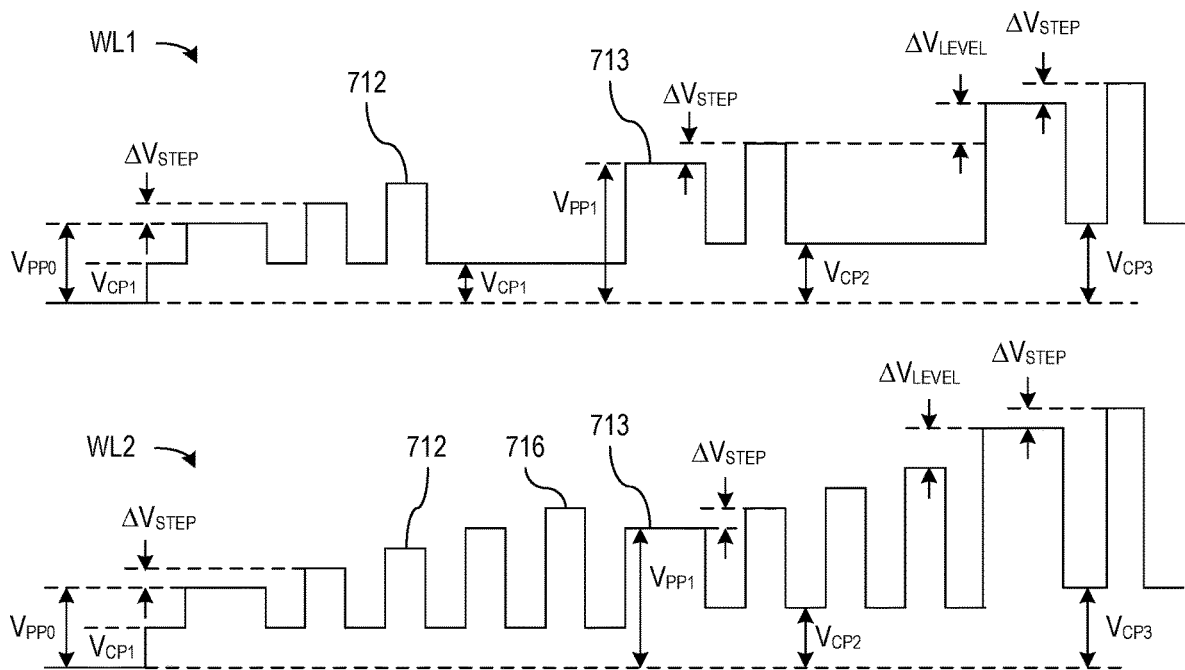 WL1
712
713
ΔVSTEP
ΔVLEVEL
ΔVSTEP
ΔVSTEP
VPP0
VCP1
VCP1
VPP1
VCP2
VCP3
WL2
712
716
713
ΔVSTEP
ΔVLEVEL
ΔVSTEP
ΔVSTEP
VPP0
VCP1
VPP1
VCP2
VCP3